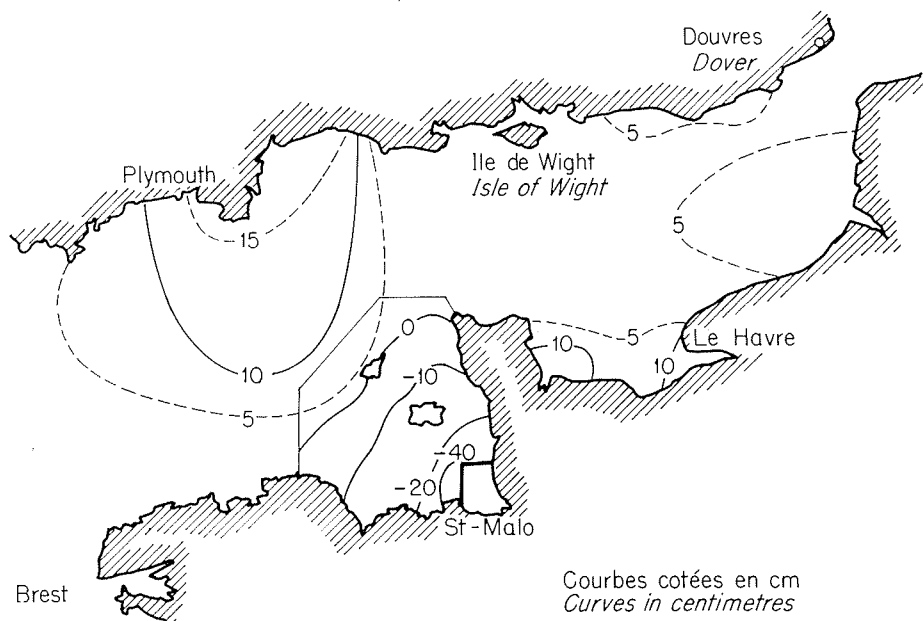 Douvres
Dover
5
Plymouth
Ile de Wight
Isle of Wight
15
5
0
5
Le Havre
10
10
10
-10
5
-40
-20
St-Malo
Brest
Courbes cotées en cm
Curves in centimetres